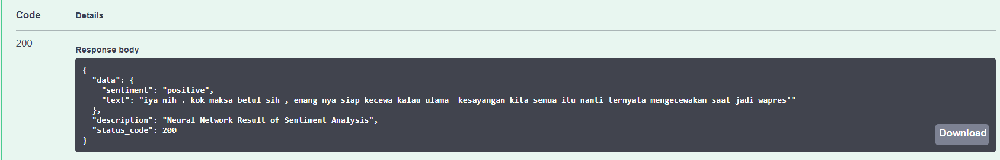 Code Details
200
Response body
{
"data": {
"sentiment": "positive",
"text": "iya nih . kok maksa betul sih , emang nya siap kecewa kalau ulama  kesayangan kita semua itu nanti ternyata mengecewakan saat jadi wapres'"
},
"description": "Neural Network Result of Sentiment Analysis",
"status_code": 200
}
Download